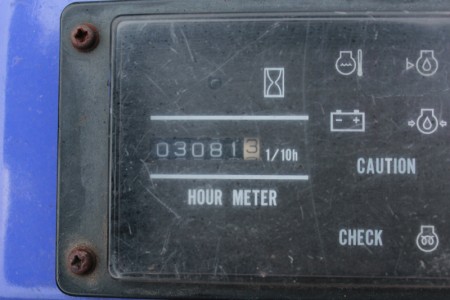 030813 1/10h
CAUTION
HOUR METER
CHECK